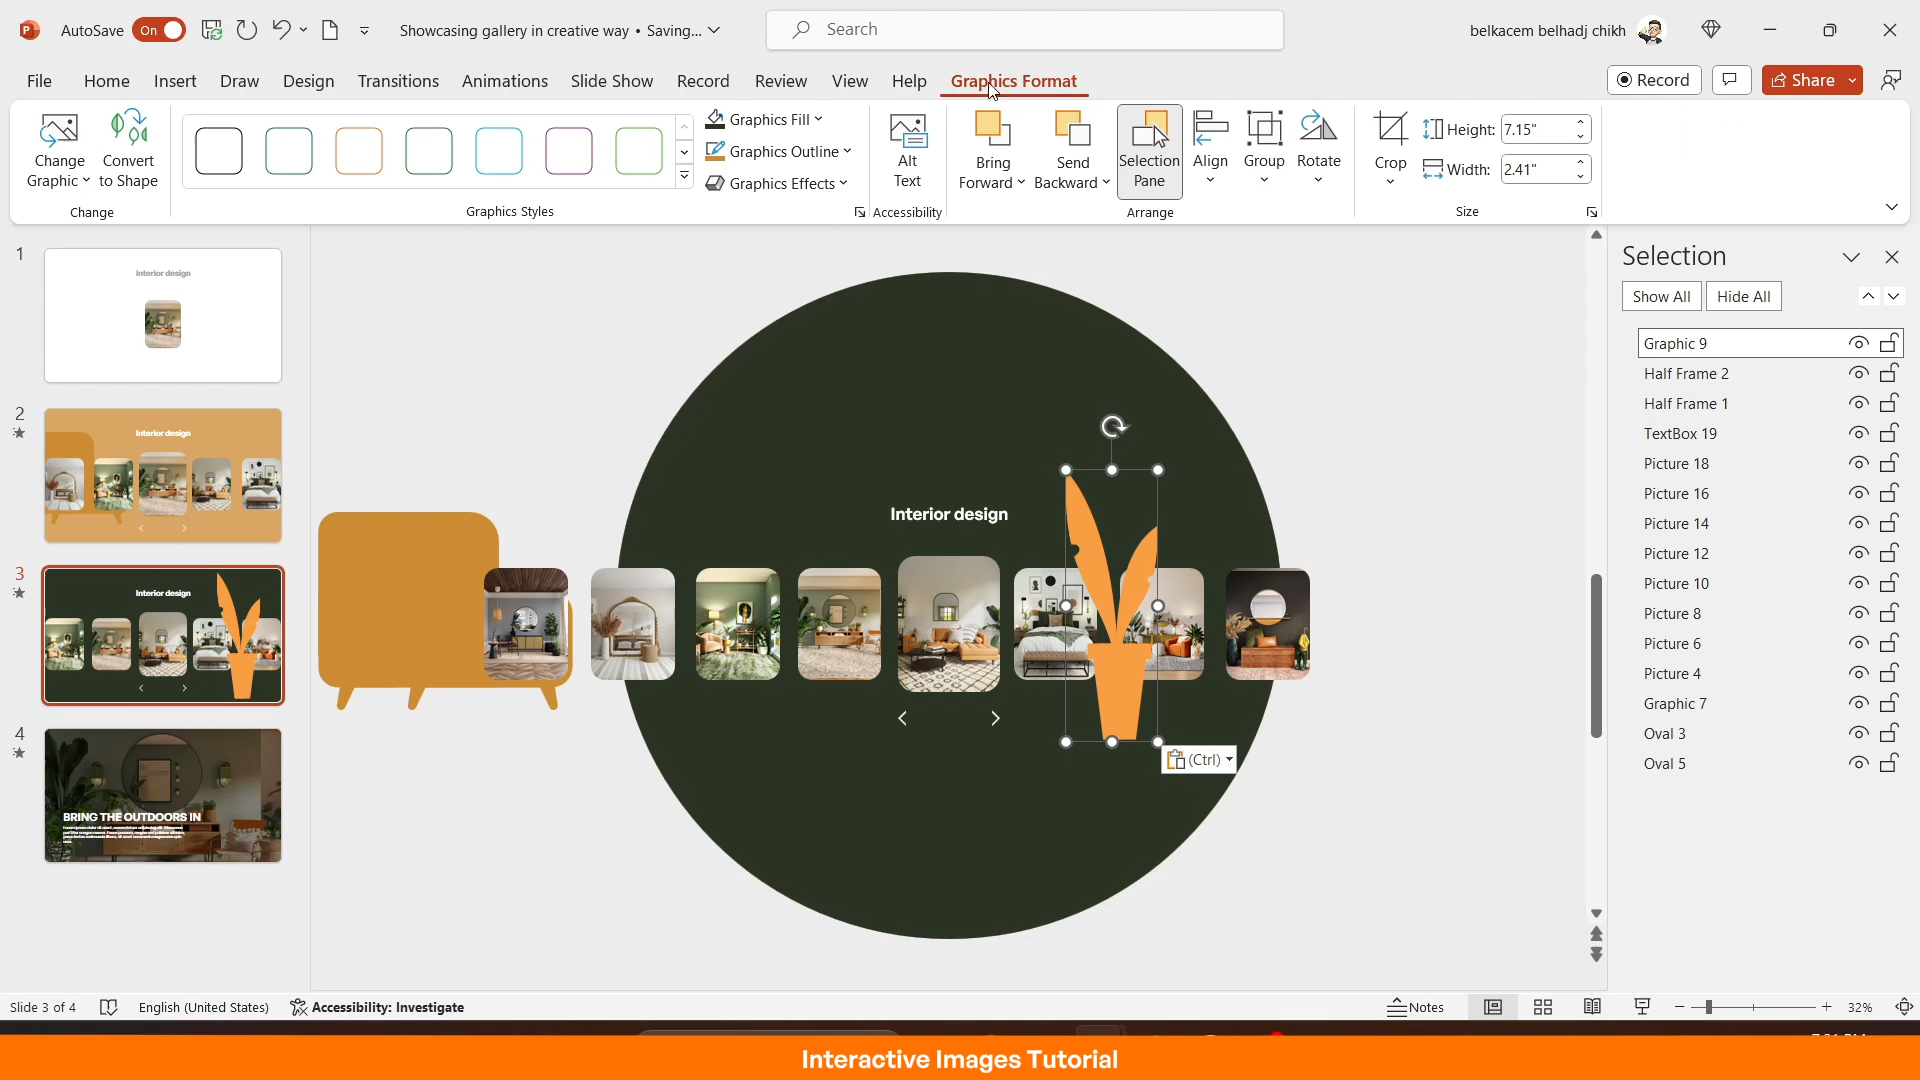 AutoSave On Showcasing gallery in creative way • Saving... Search belkacem belhadj chikh
File Home Insert Draw Design Transitions Animations Slide Show Record Review View Help Graphics Format Record Share
Change Graphic Convert to Shape
Change
Graphics Fill
Graphics Outline
Graphics Effects
Graphics Styles
Alt Text
Accessibility
Bring Forward Send Backward Selection Pane Align Group Rotate
Arrange
Crop Height: 7.15"
Width: 2.41"
Size
1
Interior design
2
Interior design
3
Interior design
4
BRING THE OUTDOORS IN
Interior design
(Ctrl)
Selection
Show All Hide All
Graphic 9
Half Frame 2
Half Frame 1
TextBox 19
Picture 18
Picture 16
Picture 14
Picture 12
Picture 10
Picture 8
Picture 6
Picture 4
Graphic 7
Oval 3
Oval 5
Slide 3 of 4 English (United States) Accessibility: Investigate Notes 32%
Interactive Images Tutorial